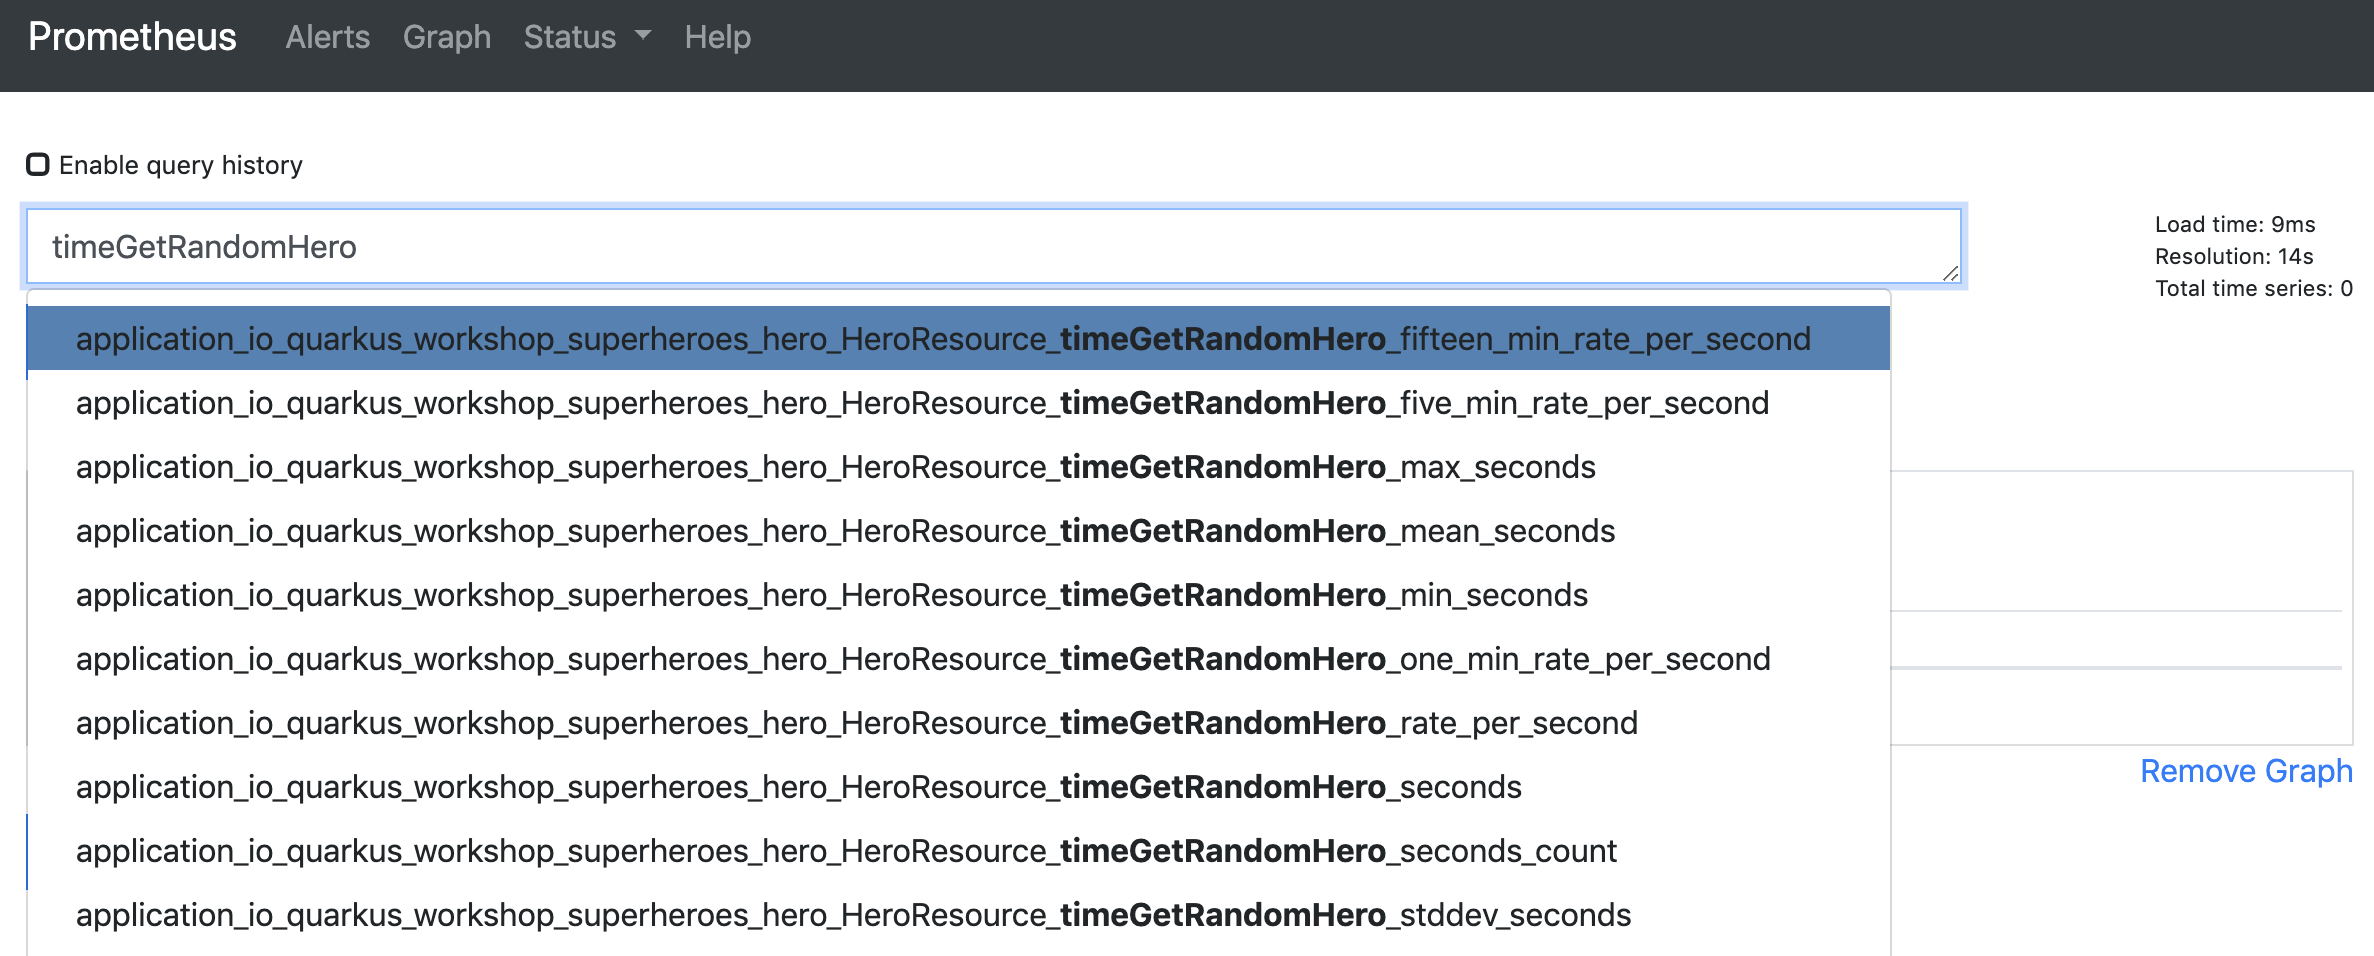 Prometheus Alerts Graph Status Help
Enable query history
timeGetRandomHero
Load time: 9ms
Resolution: 14s
Total time series: 0
application_io_quarkus_workshop_superheroes_hero_HeroResource_timeGetRandomHero_fifteen_min_rate_per_second
application_io_quarkus_workshop_superheroes_hero_HeroResource_timeGetRandomHero_five_min_rate_per_second
application_io_quarkus_workshop_superheroes_hero_HeroResource_timeGetRandomHero_max_seconds
application_io_quarkus_workshop_superheroes_hero_HeroResource_timeGetRandomHero_mean_seconds
application_io_quarkus_workshop_superheroes_hero_HeroResource_timeGetRandomHero_min_seconds
application_io_quarkus_workshop_superheroes_hero_HeroResource_timeGetRandomHero_one_min_rate_per_second
application_io_quarkus_workshop_superheroes_hero_HeroResource_timeGetRandomHero_rate_per_second
application_io_quarkus_workshop_superheroes_hero_HeroResource_timeGetRandomHero_seconds
application_io_quarkus_workshop_superheroes_hero_HeroResource_timeGetRandomHero_seconds_count
application_io_quarkus_workshop_superheroes_hero_HeroResource_timeGetRandomHero_stddev_seconds
Remove Graph